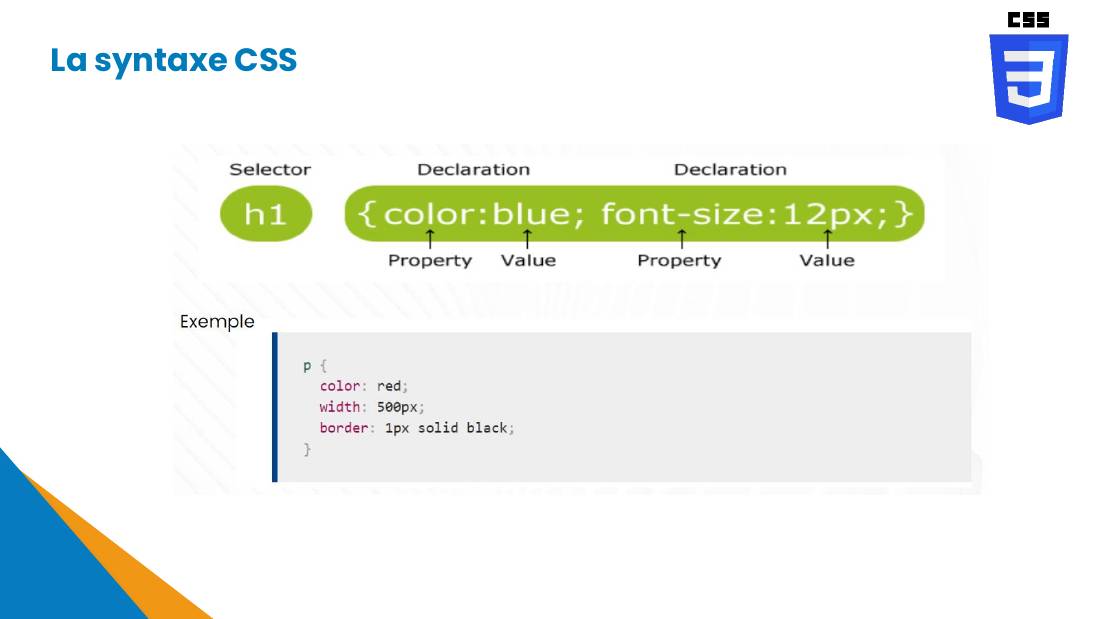 CSS
La syntaxe CSS
Selector Declaration Declaration
h1 {color:blue; font-size:12px;}
Property Value Property Value
Exemple
p {
color: red;
width: 500px;
border: 1px solid black;
}